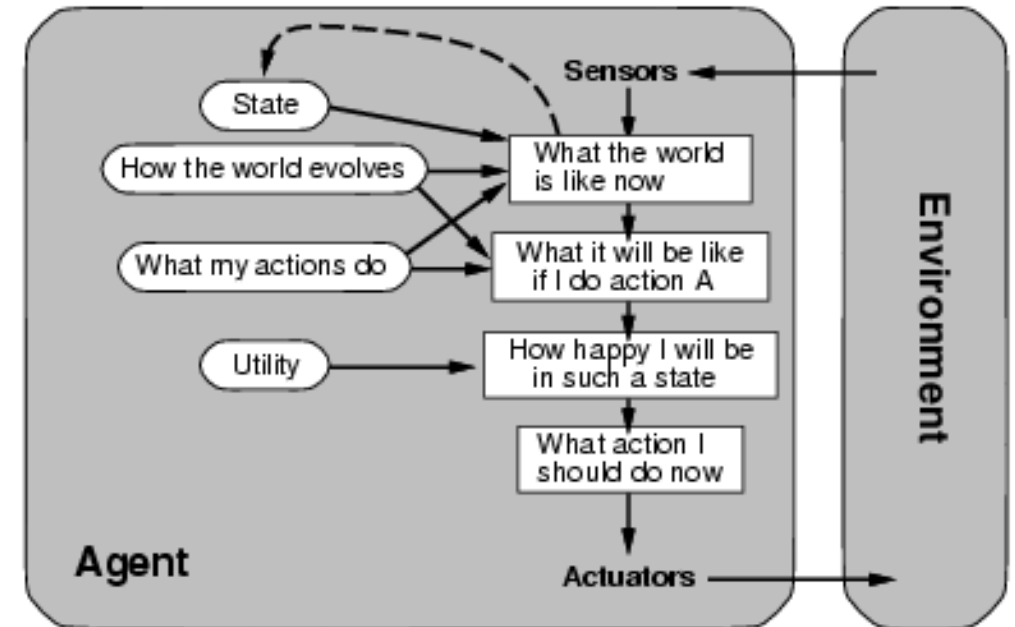 Sensors
State
What the world
is like now
How the world evolves
What it will be like
if I do action A
What my actions do
How happy I will be
in such a state
Utility
What action I
should do now
Agent
Actuators
Environment